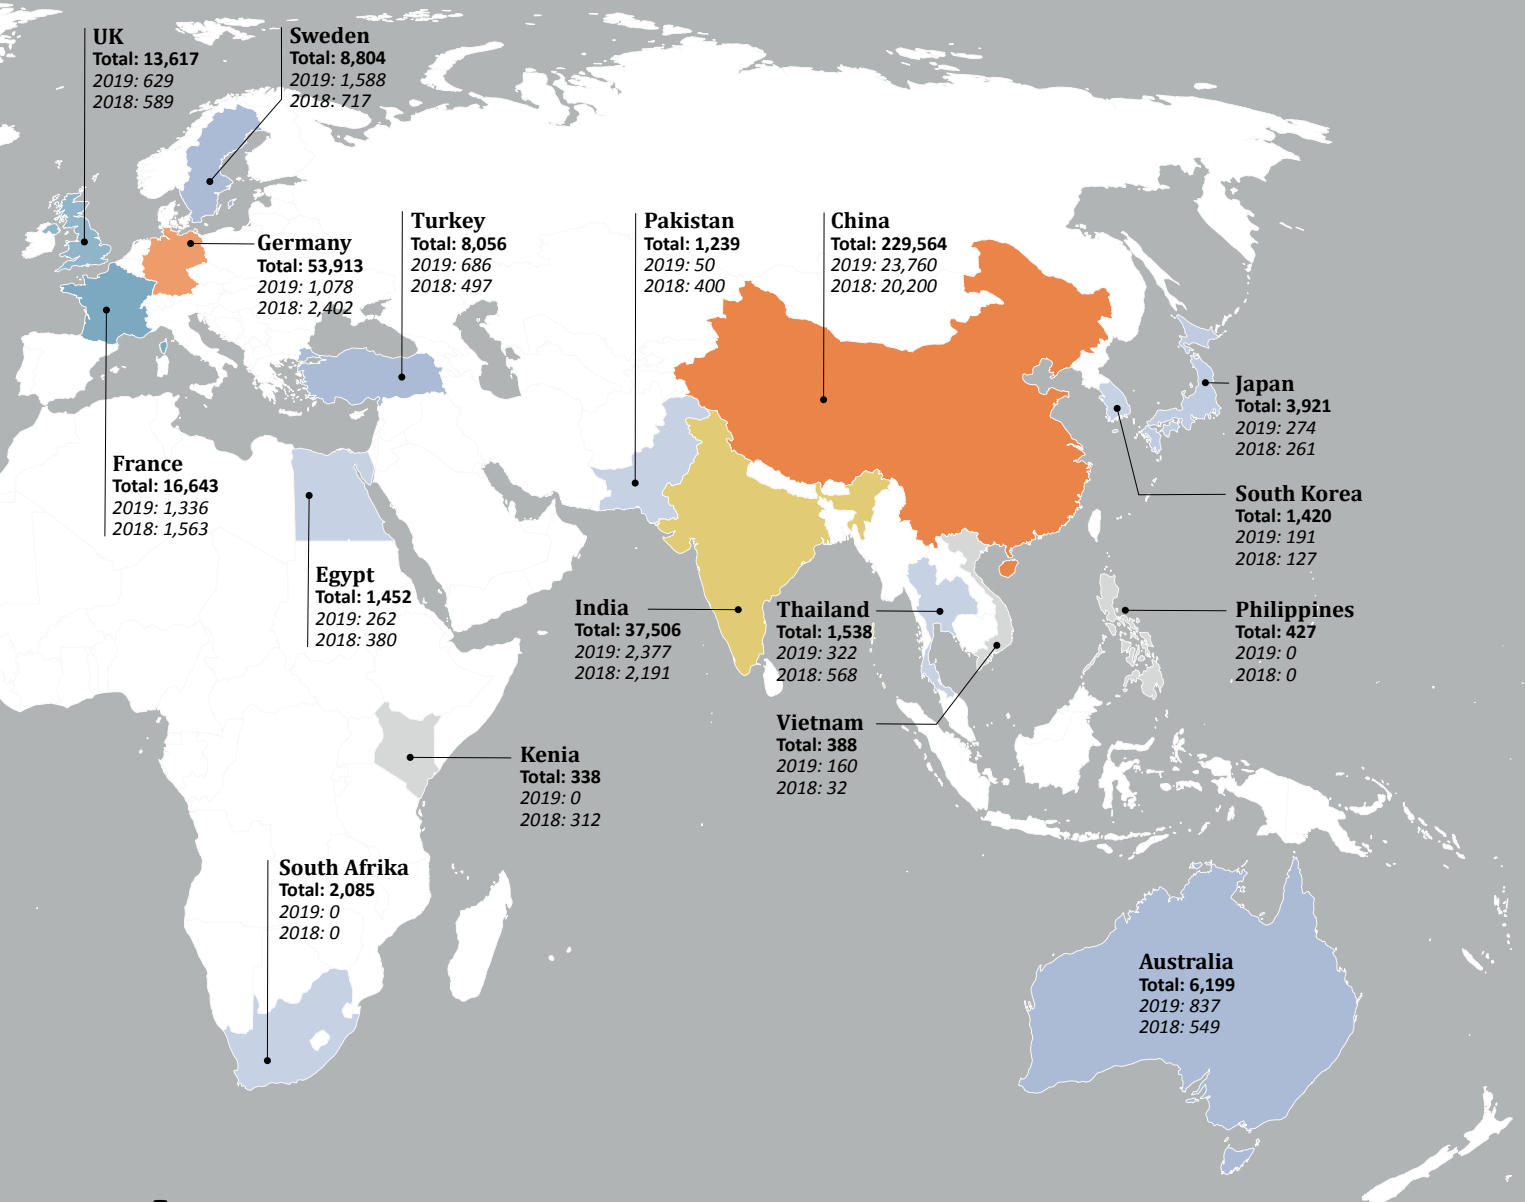 UK
Total: 13,617
2019: 629
2018: 589
Sweden
Total: 8,804
2019: 1,588
2018: 717
Germany
Total: 53,913
2019: 1,078
2018: 2,402
Turkey
Total: 8,056
2019: 686
2018: 497
Pakistan
Total: 1,239
2019: 50
2018: 400
China
Total: 229,564
2019: 23,760
2018: 20,200
Japan
Total: 3,921
2019: 274
2018: 261
France
Total: 16,643
2019: 1,336
2018: 1,563
South Korea
Total: 1,420
2019: 191
2018: 127
Egypt
Total: 1,452
2019: 262
2018: 380
India
Total: 37,506
2019: 2,377
2018: 2,191
Thailand
Total: 1,538
2019: 322
2018: 568
Philippines
Total: 427
2019: 0
2018: 0
Vietnam
Total: 388
2019: 160
2018: 32
Kenia
Total: 338
2019: 0
2018: 312
South Afrika
Total: 2,085
2019: 0
2018: 0
Australia
Total: 6,199
2019: 837
2018: 549